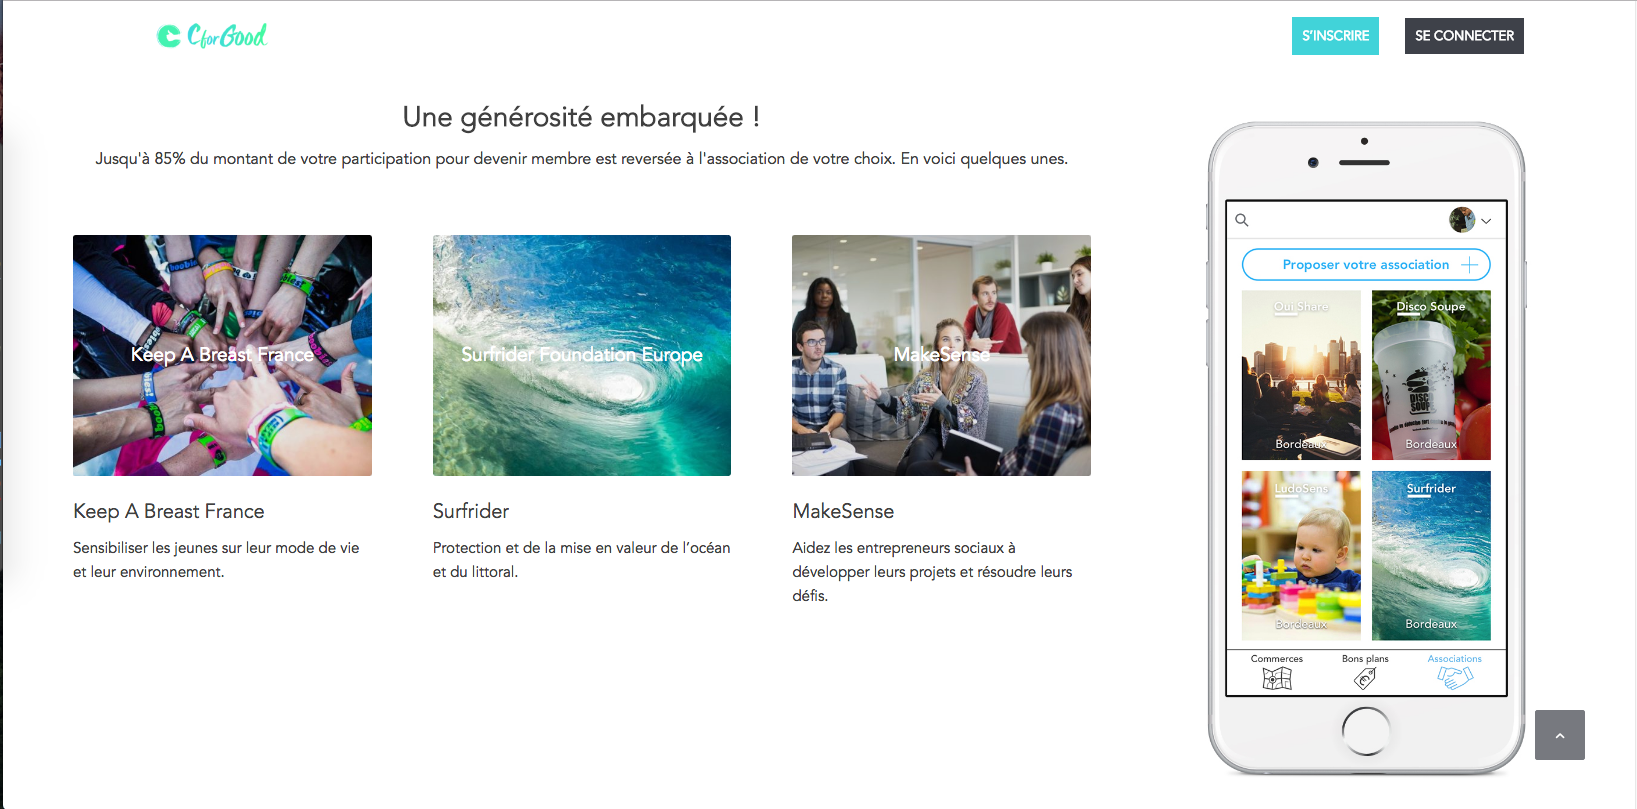 CforGood
S'INSCRIRE
SE CONNECTER
Une générosité embarquée !
Jusqu'à 85% du montant de votre participation pour devenir membre est reversée à l'association de votre choix. En voici quelques unes.
Keep A Breast France
Surfrider Foundation Europe
MakeSense
Keep A Breast France
Sensibiliser les jeunes sur leur mode de vie
et leur environnement.
Surfrider
Protection et de la mise en valeur de l’océan
et du littoral.
MakeSense
Aidez les entrepreneurs sociaux à
développer leurs projets et résoudre leurs
défis.
Proposer votre association
Oui Share
Disco Soupe
DISCO
SOUPE
Bordeaux
Bordeaux
LudoSens
Surfrider
Bordeaux
Bordeaux
Commerces
Bons plans
Associations